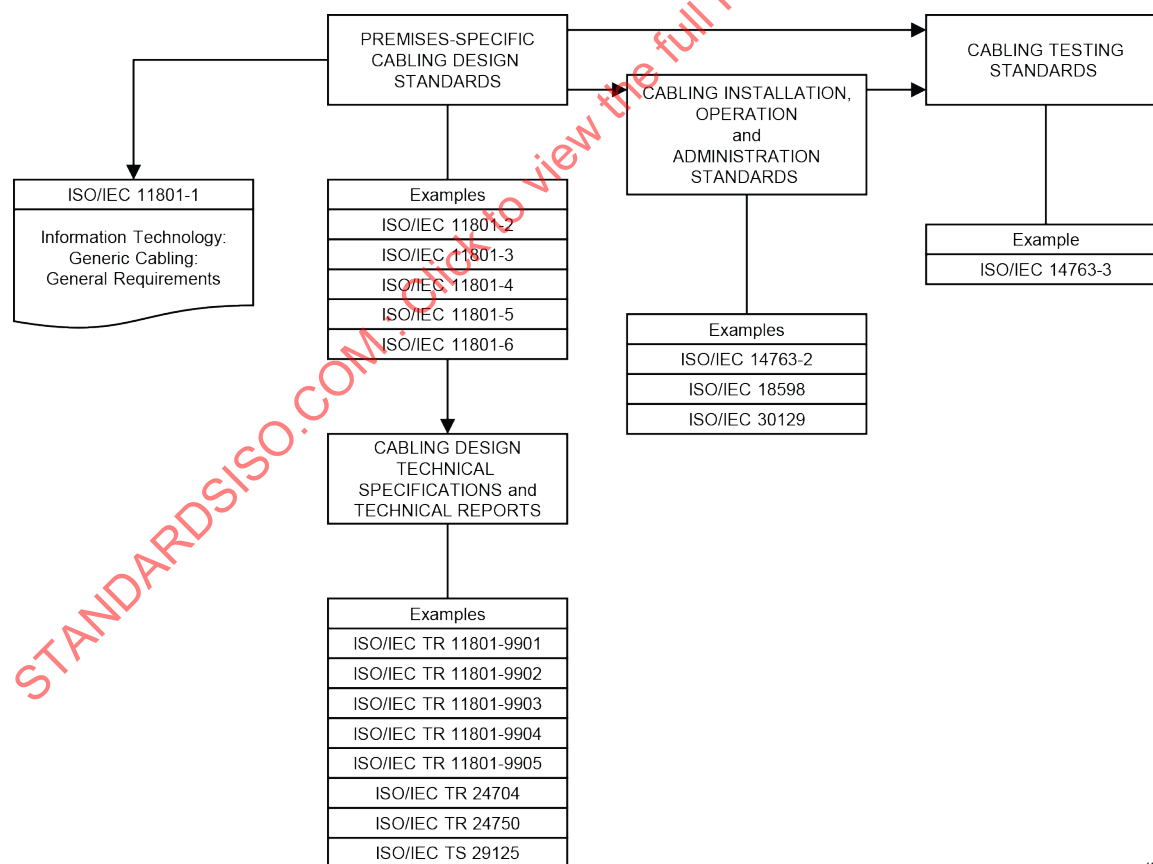 PREMISES-SPECIFIC
CABLING DESIGN
STANDARDS
CABLING TESTING
STANDARDS
CABLING INSTALLATION,
OPERATION
and
ADMINISTRATION
STANDARDS
ISO/IEC 11801-1
Information Technology:
Generic Cabling:
General Requirements
Examples
ISO/IEC 11801-2
ISO/IEC 11801-3
ISO/IEC 11801-4
ISO/IEC 11801-5
ISO/IEC 11801-6
Example
ISO/IEC 14763-3
Examples
ISO/IEC 14763-2
ISO/IEC 18598
ISO/IEC 30129
CABLING DESIGN
TECHNICAL
SPECIFICATIONS and
TECHNICAL REPORTS
Examples
ISO/IEC TR 11801-9901
ISO/IEC TR 11801-9902
ISO/IEC TR 11801-9903
ISO/IEC TR 11801-9904
ISO/IEC TR 11801-9905
ISO/IEC TR 24704
ISO/IEC TR 24750
ISO/IEC TS 29125
STANDARDSISO.COM : Click to view the full